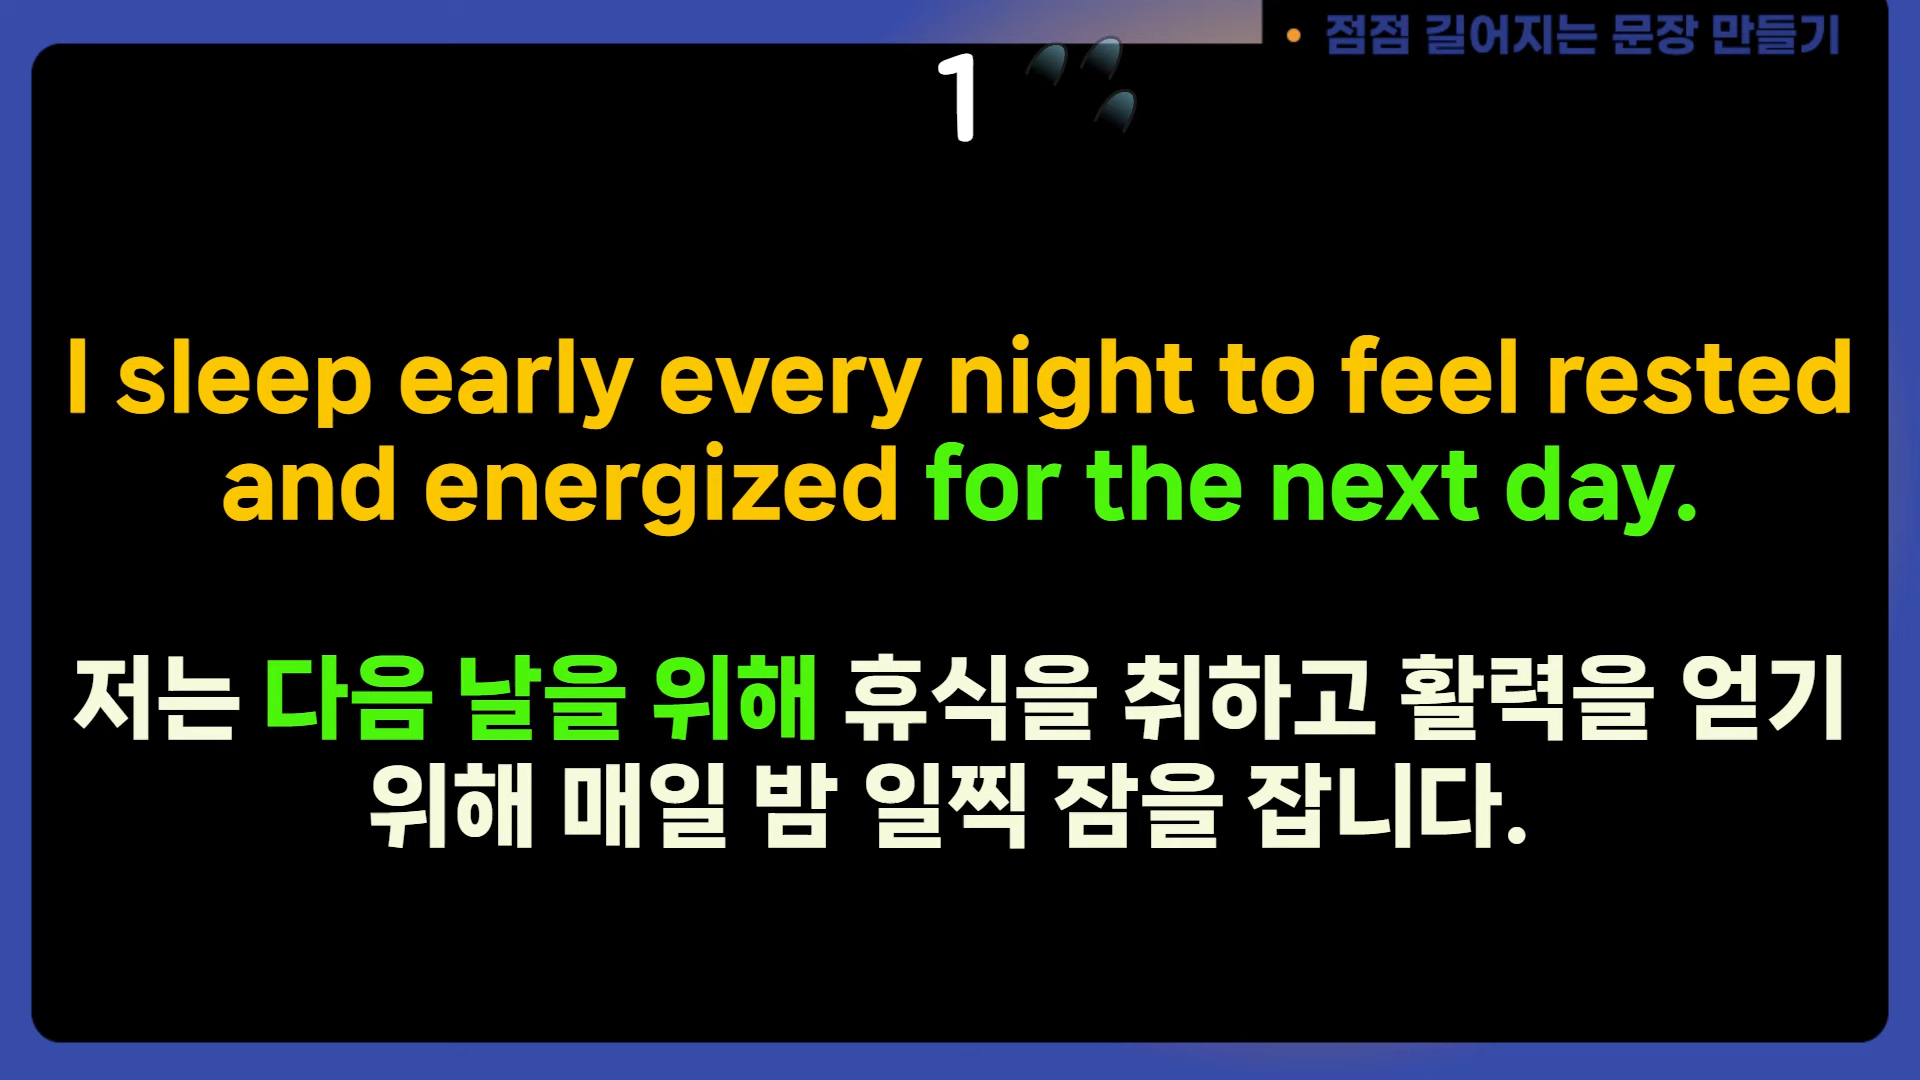 • 점점 길어지는 문장 만들기
1
I sleep early every night to feel rested
and energized for the next day.
저는 다음 날을 위해 휴식을 취하고 활력을 얻기
위해 매일 밤 일찍 잠을 잡니다.